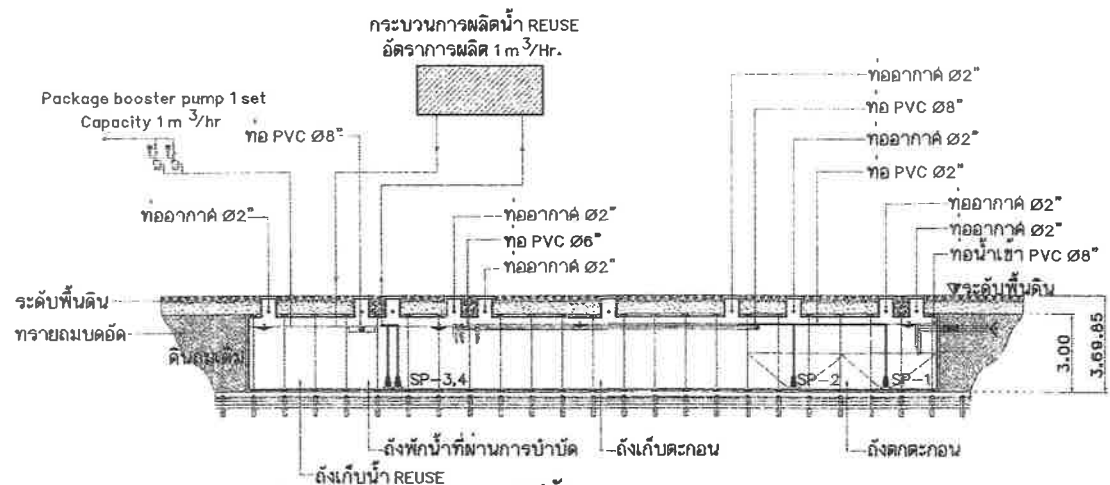 กระบวนการผลิตน้ำ REUSE
อัตราการผลิต 1 m³/Hr.
Package booster pump 1 set
Capacity 1 m³/hr
ท่อ PVC Ø8"
ท่ออากาศ Ø2"
ท่ออากาศ Ø2"
ท่อ PVC Ø6"
ท่ออากาศ Ø2"
ท่ออากาศ Ø2"
ท่อ PVC Ø8"
ท่ออากาศ Ø2"
ท่อ PVC Ø2"
ท่ออากาศ Ø2"
ท่ออากาศ Ø2"
ท่อน้ำเข้า PVC Ø8"
ระดับพื้นดิน
ระดับพื้นดิน
ทรายถมบดอัด
ดินถมเดิม
SP-3,4
SP-2
SP-1
3.00
3.69.85
ถังพักน้ำที่ผ่านการบำบัด
ถังเก็บตะกอน
ถังตกตะกอน
ถังเก็บน้ำ REUSE